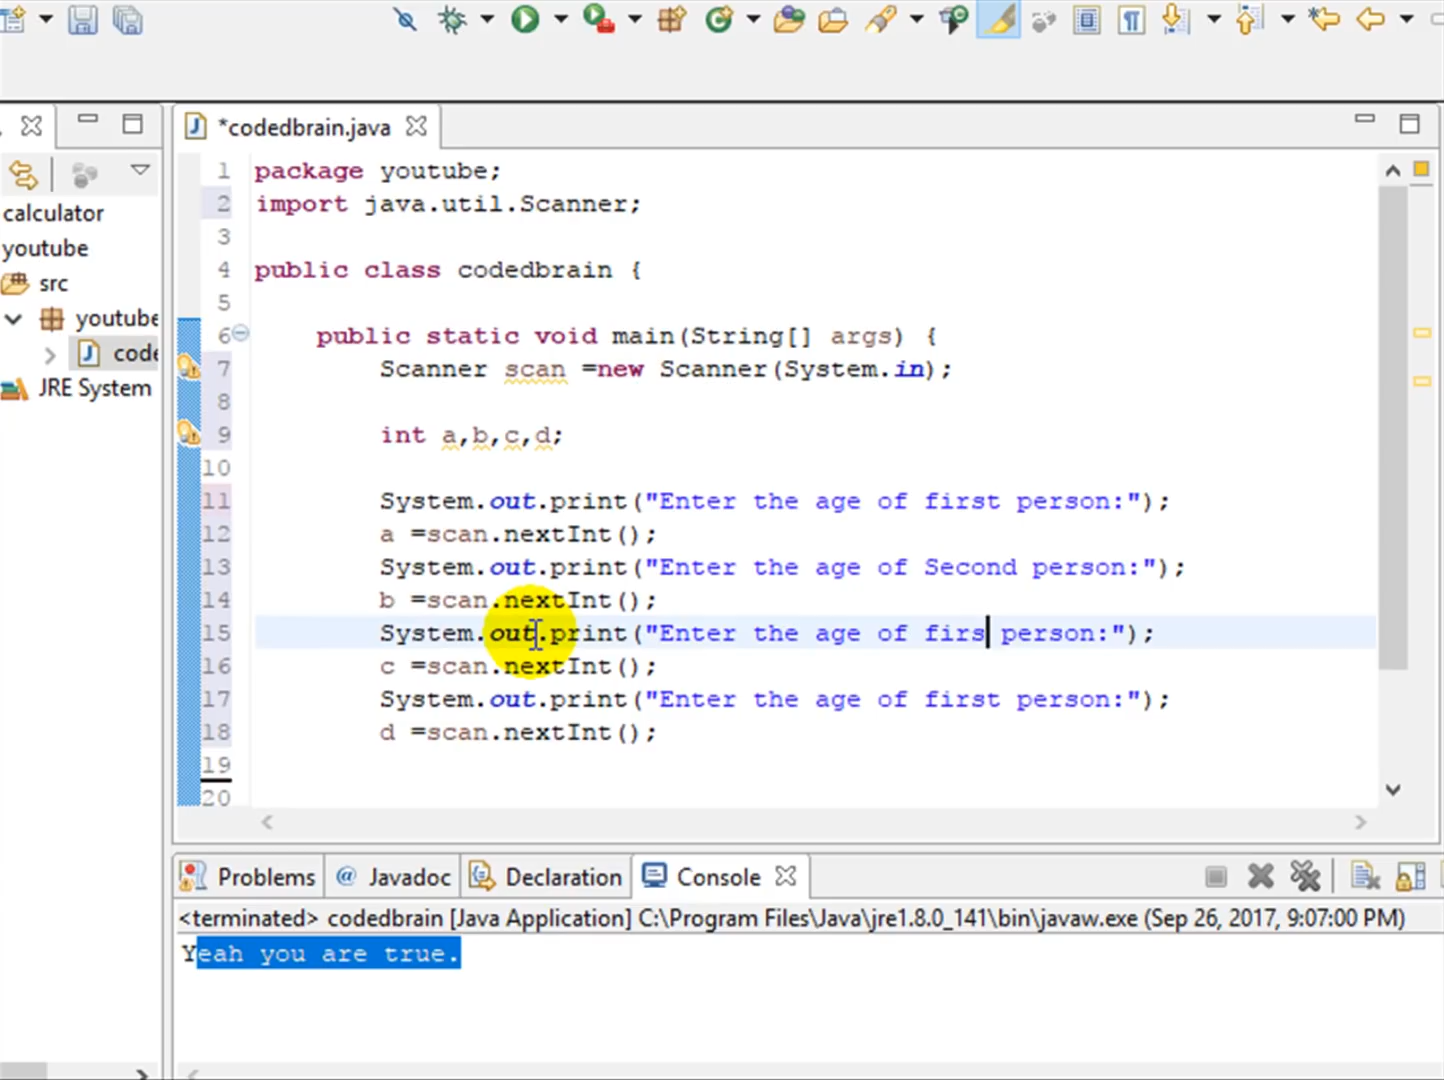 *codedbrain.java
calculator
youtube
src
youtube
code
JRE System
1 package youtube;
2 import java.util.Scanner;
3
4 public class codedbrain {
5
6 public static void main(String[] args) {
7 Scanner scan =new Scanner(System.in);
8
9 int a,b,c,d;
10
11 System.out.print("Enter the age of first person:");
12 a =scan.nextInt();
13 System.out.print("Enter the age of Second person:");
14 b =scan.nextInt();
15 System.out.print("Enter the age of firs person:");
16 c =scan.nextInt();
17 System.out.print("Enter the age of first person:");
18 d =scan.nextInt();
19
20
Problems @ Javadoc Declaration Console
<terminated> codedbrain [Java Application] C:\Program Files\Java\jre1.8.0_141\bin\javaw.exe (Sep 26, 2017, 9:07:00 PM)
Yeah you are true.